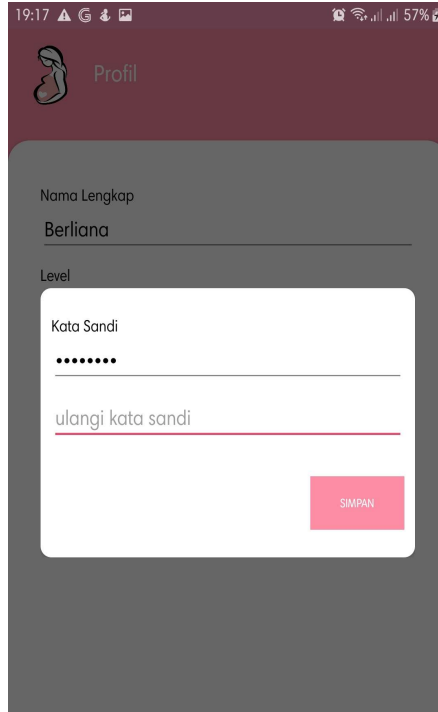 19:17 57%
Profil
Nama Lengkap
Berliana
Level
Kata Sandi
••••••••
ulangi kata sandi
SIMPAN